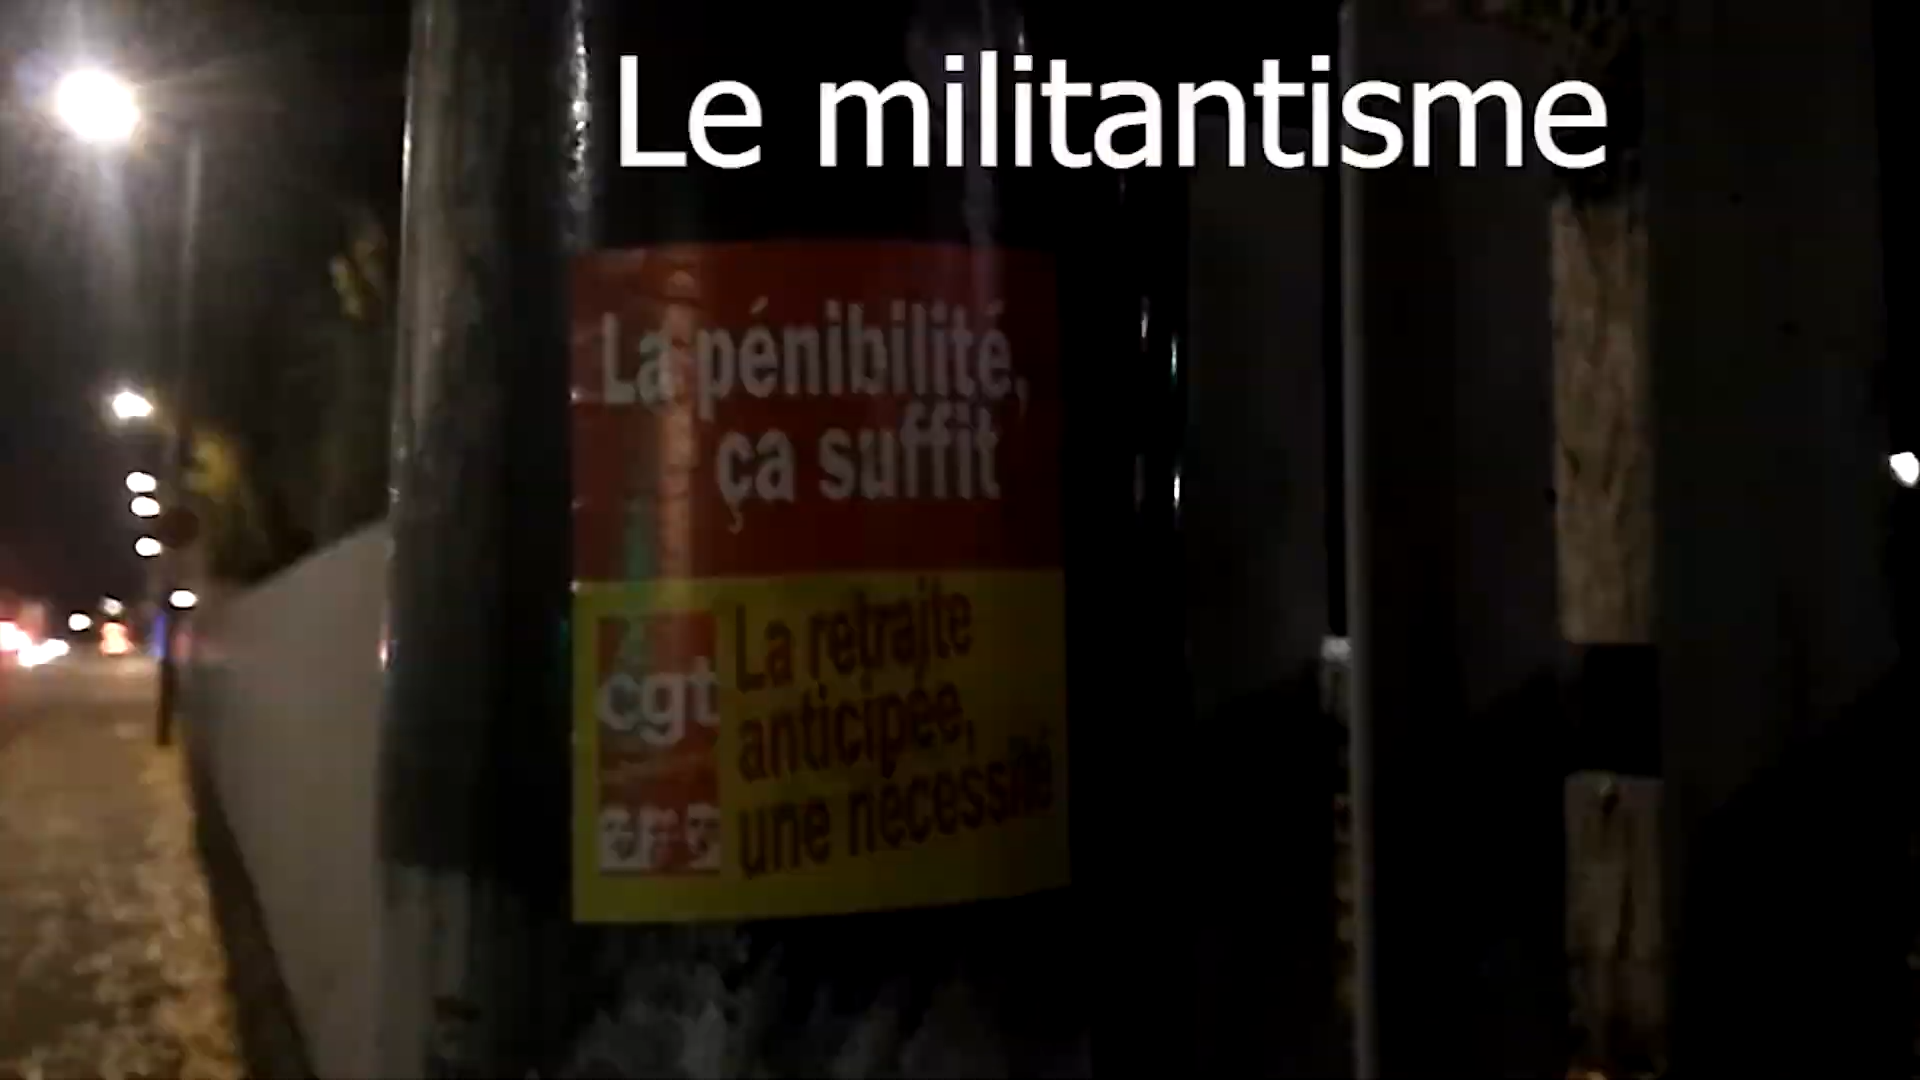 Le militantisme
La pénibilité,
ça suffit
cgt
La retraite
anticipée,
une nécessité